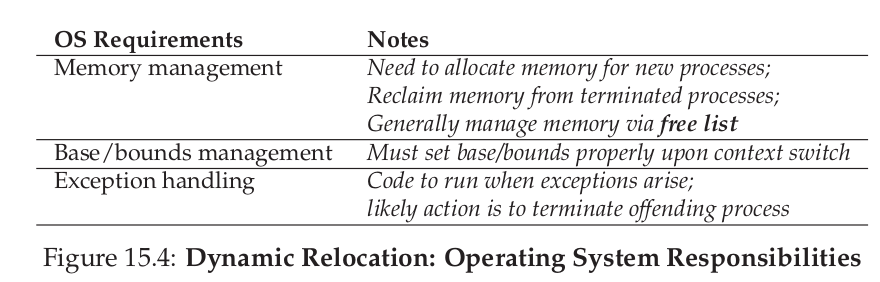 OS Requirements Notes
Memory management Need to allocate memory for new processes;
Reclaim memory from terminated processes;
Generally manage memory via free list
Base/bounds management Must set base/bounds properly upon context switch
Exception handling Code to run when exceptions arise;
likely action is to terminate offending process
Figure 15.4: Dynamic Relocation: Operating System Responsibilities